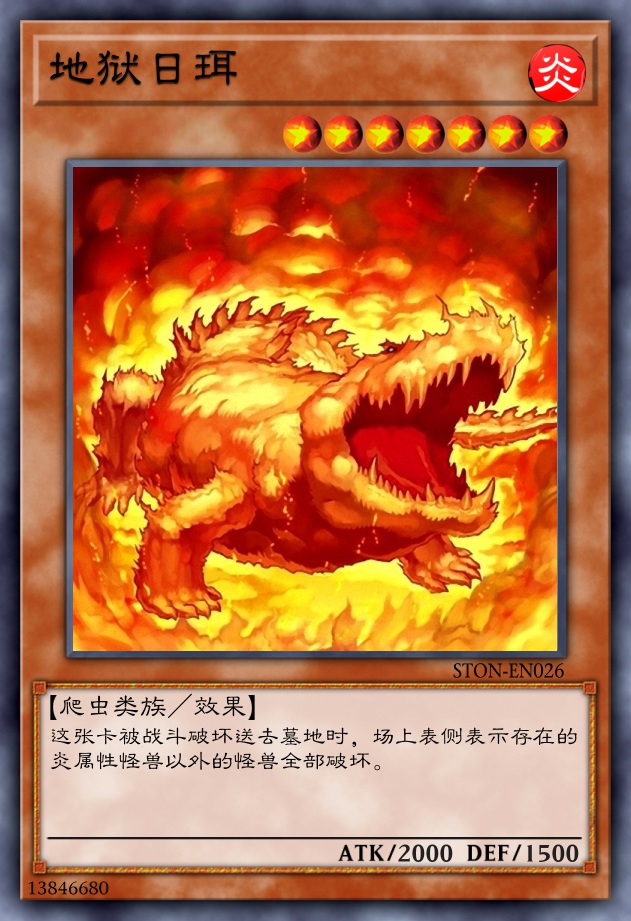 地狱日珥
炎
STON-EN026
【爬虫类族／效果】
这张卡被战斗破坏送去墓地时，场上表侧表示存在的
炎属性怪兽以外的怪兽全部破坏。
ATK/2000 DEF/1500
13846680